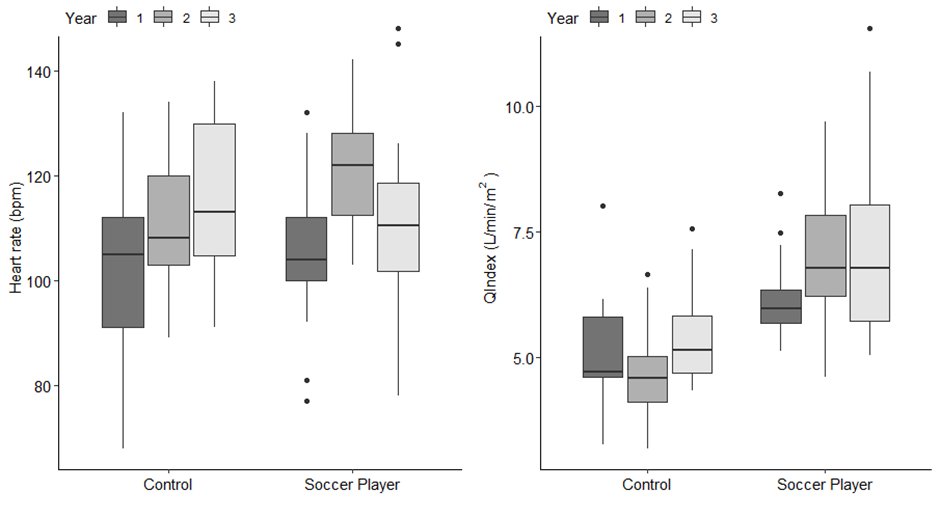 Year 1 2 3
Heart rate (bpm)
140
120
100
80
Control Soccer Player
Year 1 2 3
QIndex (L/min/m²)
10.0
7.5
5.0
Control Soccer Player